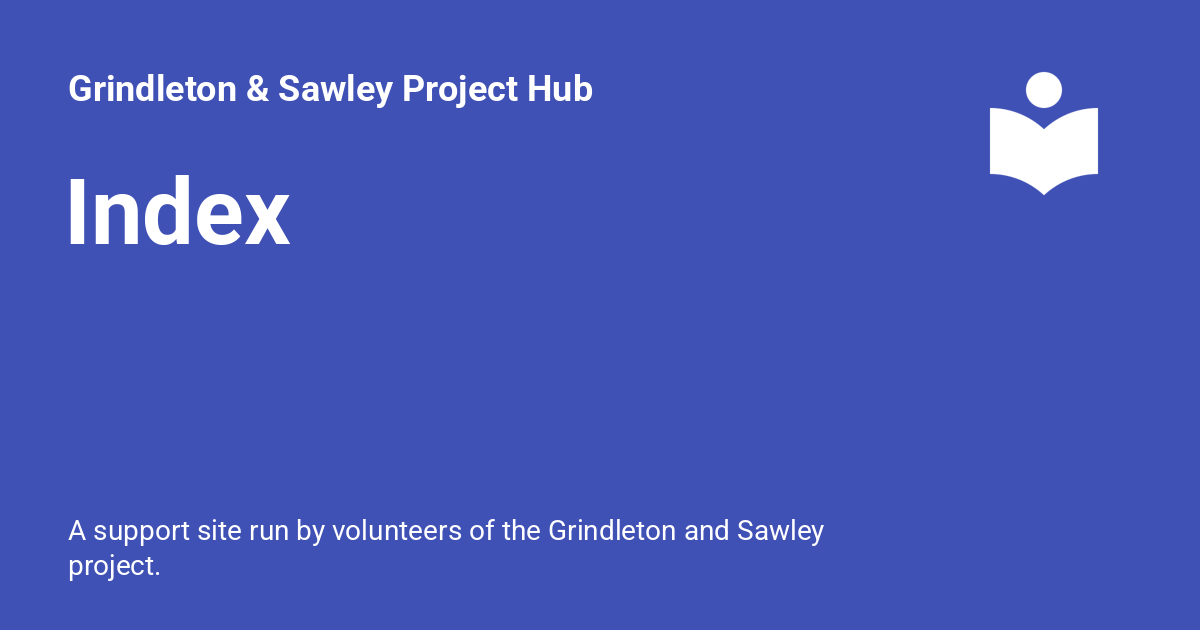 Grindleton & Sawley Project Hub
Index
A support site run by volunteers of the Grindleton and Sawley
project.